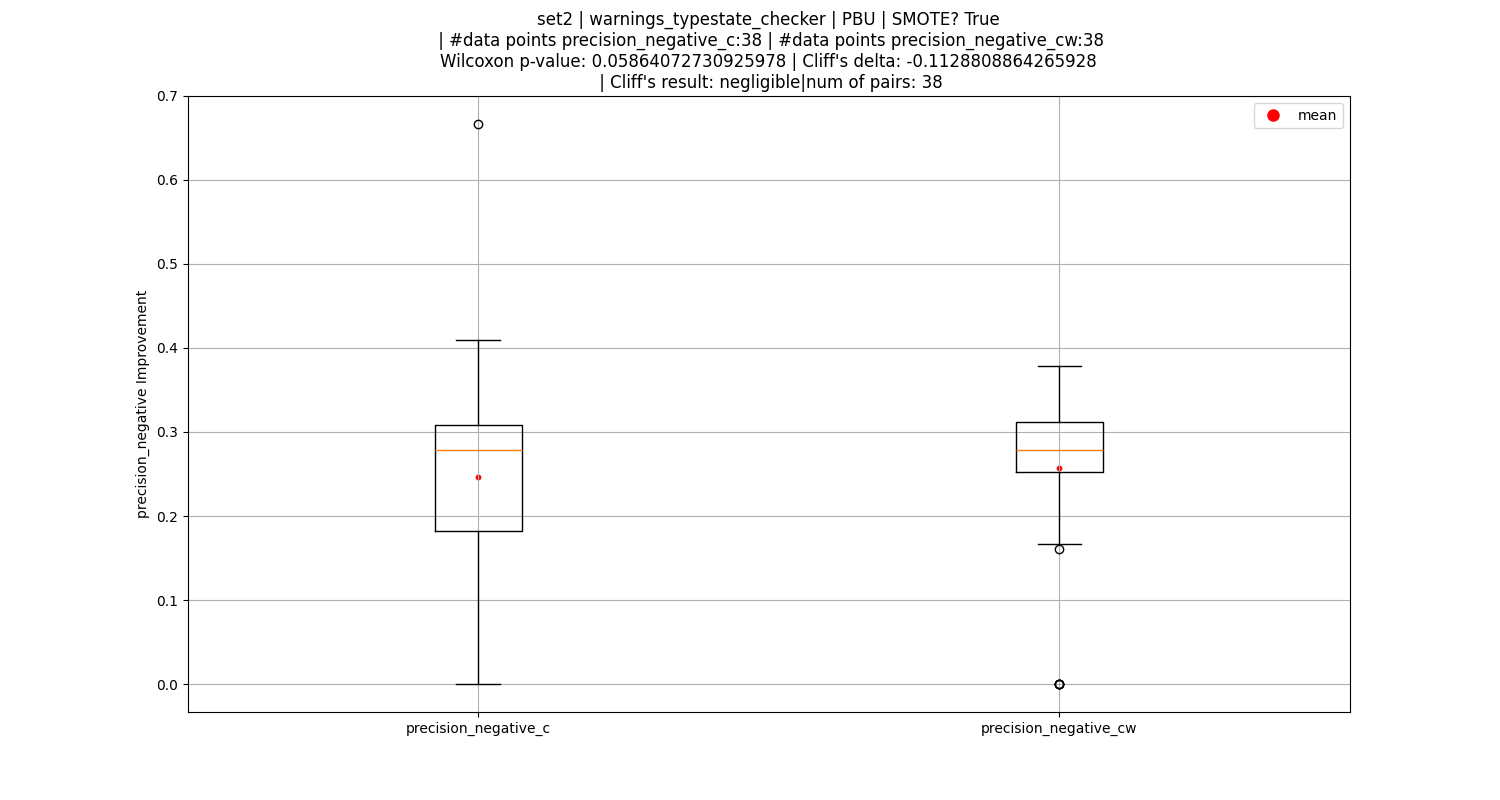 set2 | warnings_typestate_checker | PBU | SMOTE? True
| #data points precision_negative_c:38 | #data points precision_negative_cw:38
Wilcoxon p-value: 0.05864072730925978 | Cliff's delta: -0.1128808864265928
| Cliff's result: negligible|num of pairs: 38
mean
0.7
0.6
0.5
0.4
0.3
0.2
0.1
0.0
precision_negative Improvement
precision_negative_c
precision_negative_cw